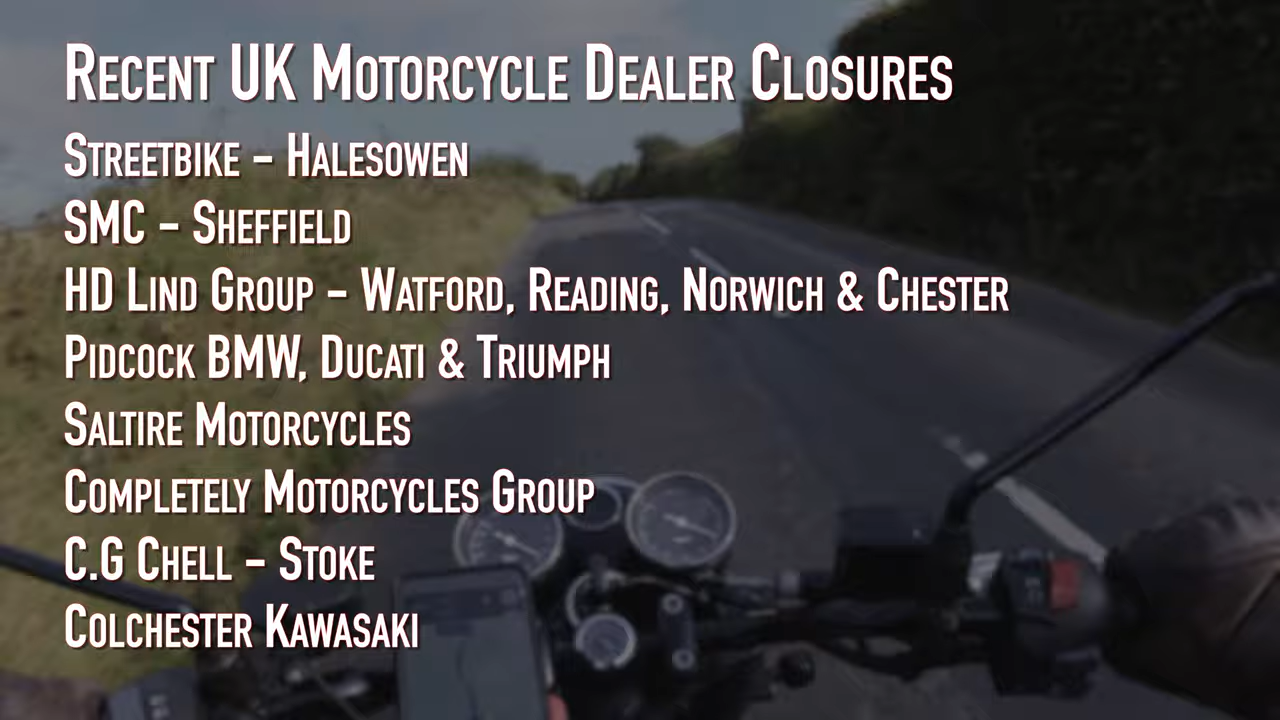 Recent UK Motorcycle Dealer Closures
Streetbike – Halesowen
SMC – Sheffield
HD Lind Group – Watford, Reading, Norwich & Chester
Pidcock BMW, Ducati & Triumph
Saltire Motorcycles
Completely Motorcycles Group
C.G Chell – Stoke
Colchester Kawasaki